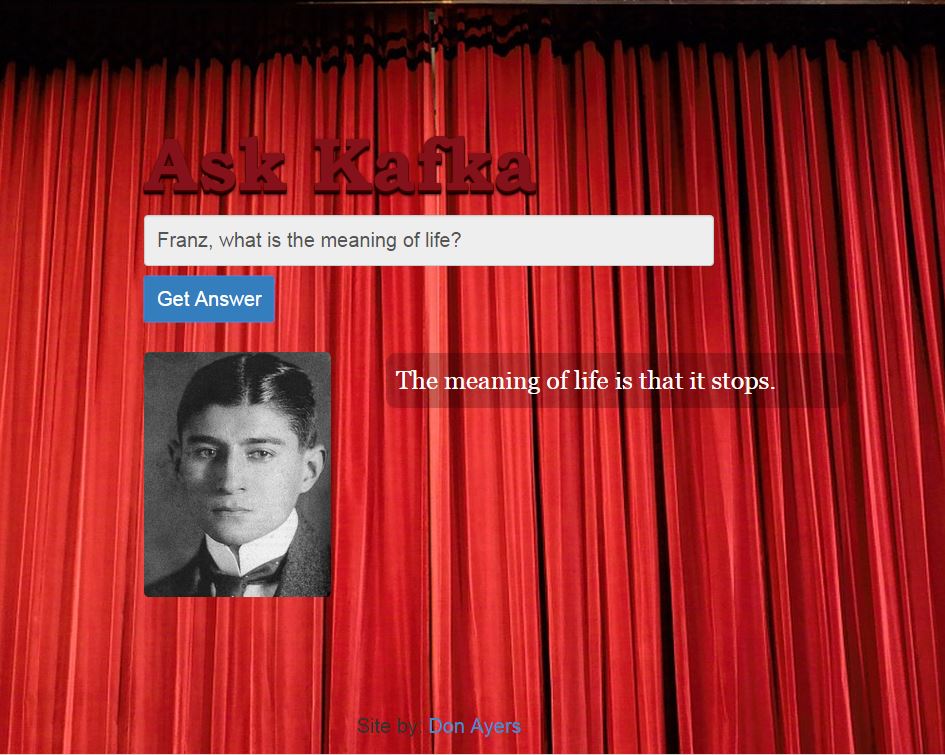 Ask Kafka
Franz, what is the meaning of life?
Get Answer
The meaning of life is that it stops.
Site by: Don Ayers